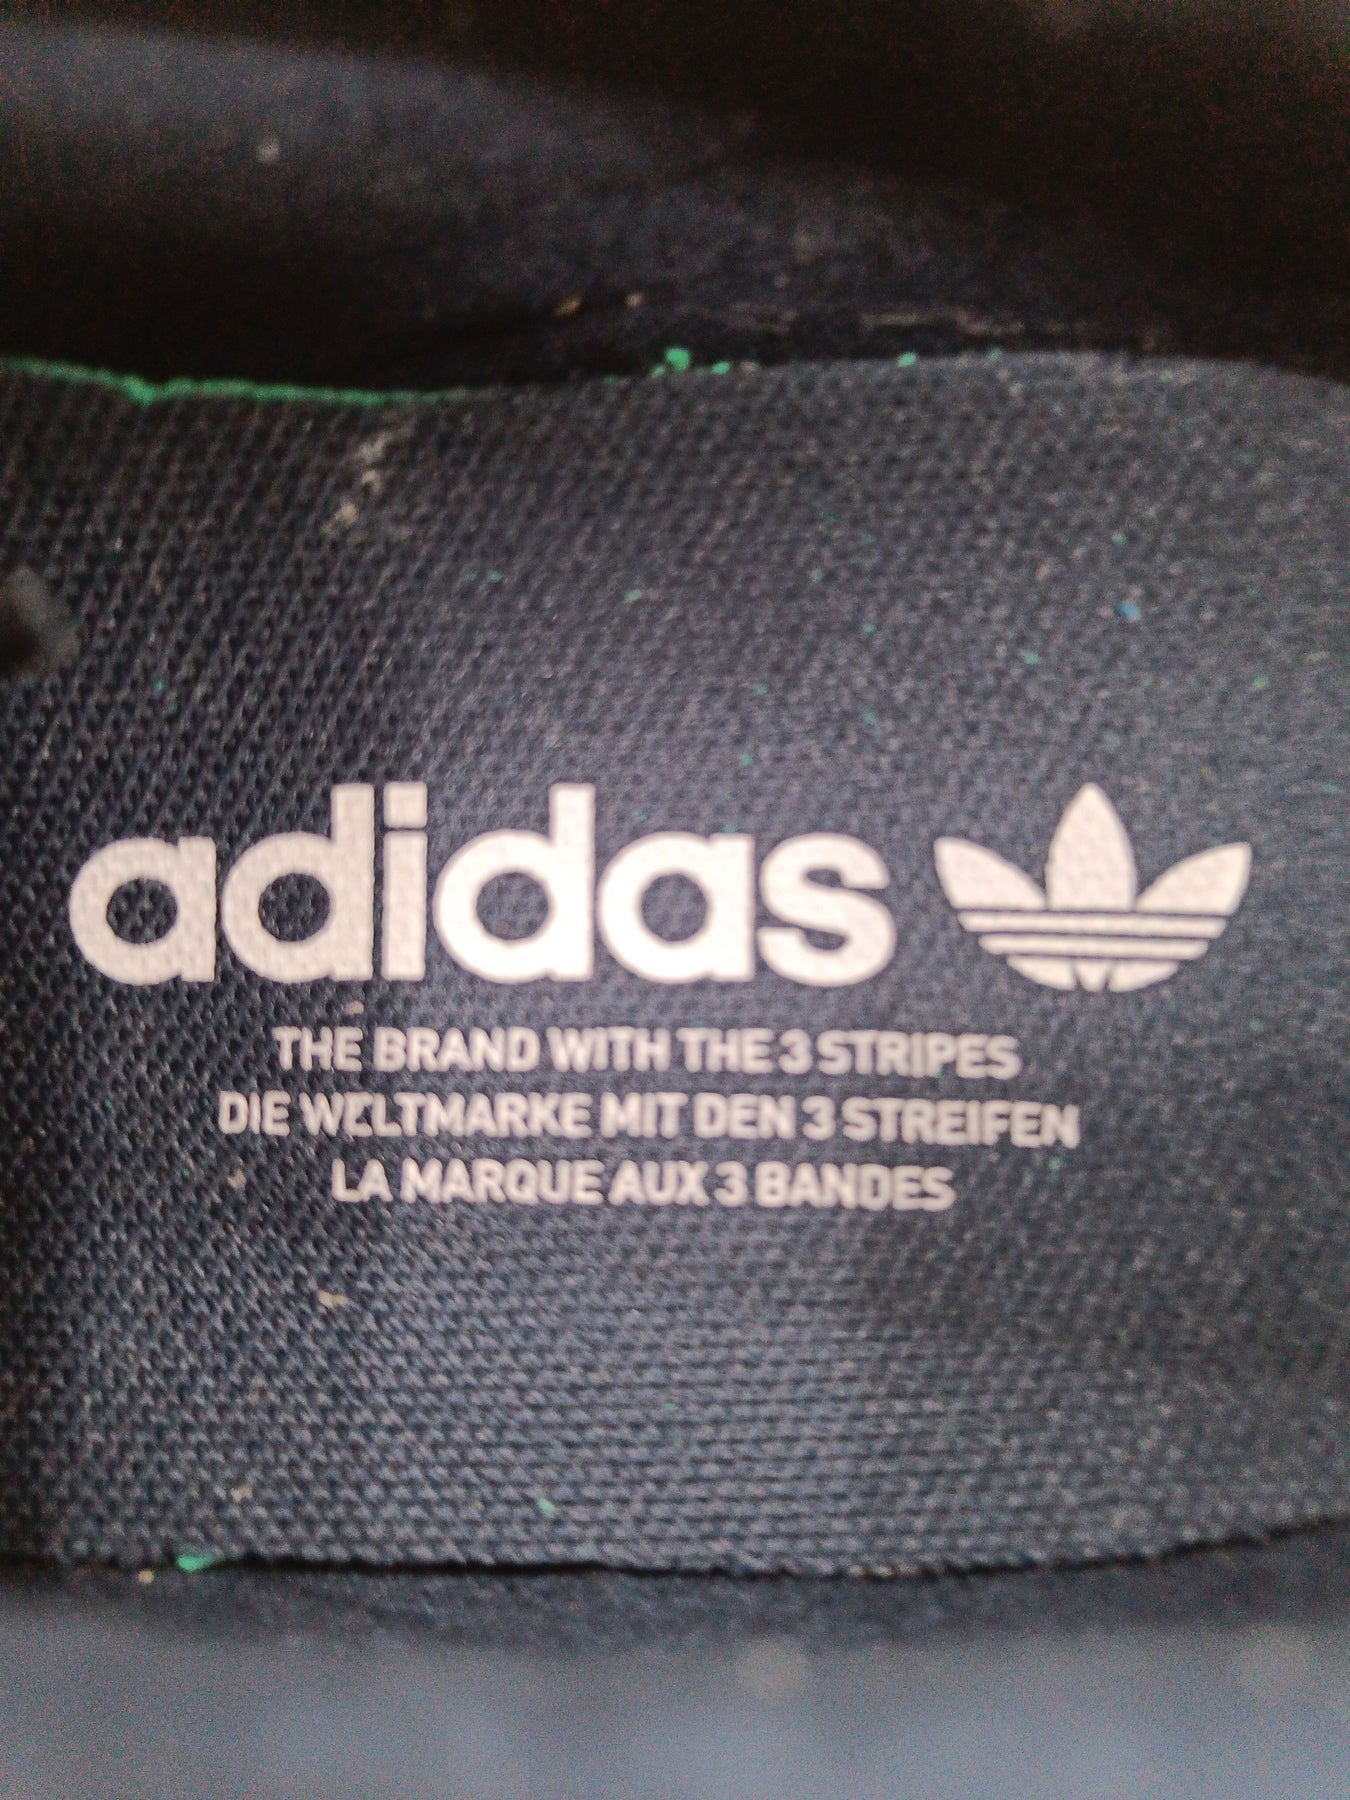 adidas
THE BRAND WITH THE 3 STRIPES
DIE WELTMARKE MIT DEN 3 STREIFEN
LA MARQUE AUX 3 BANDES